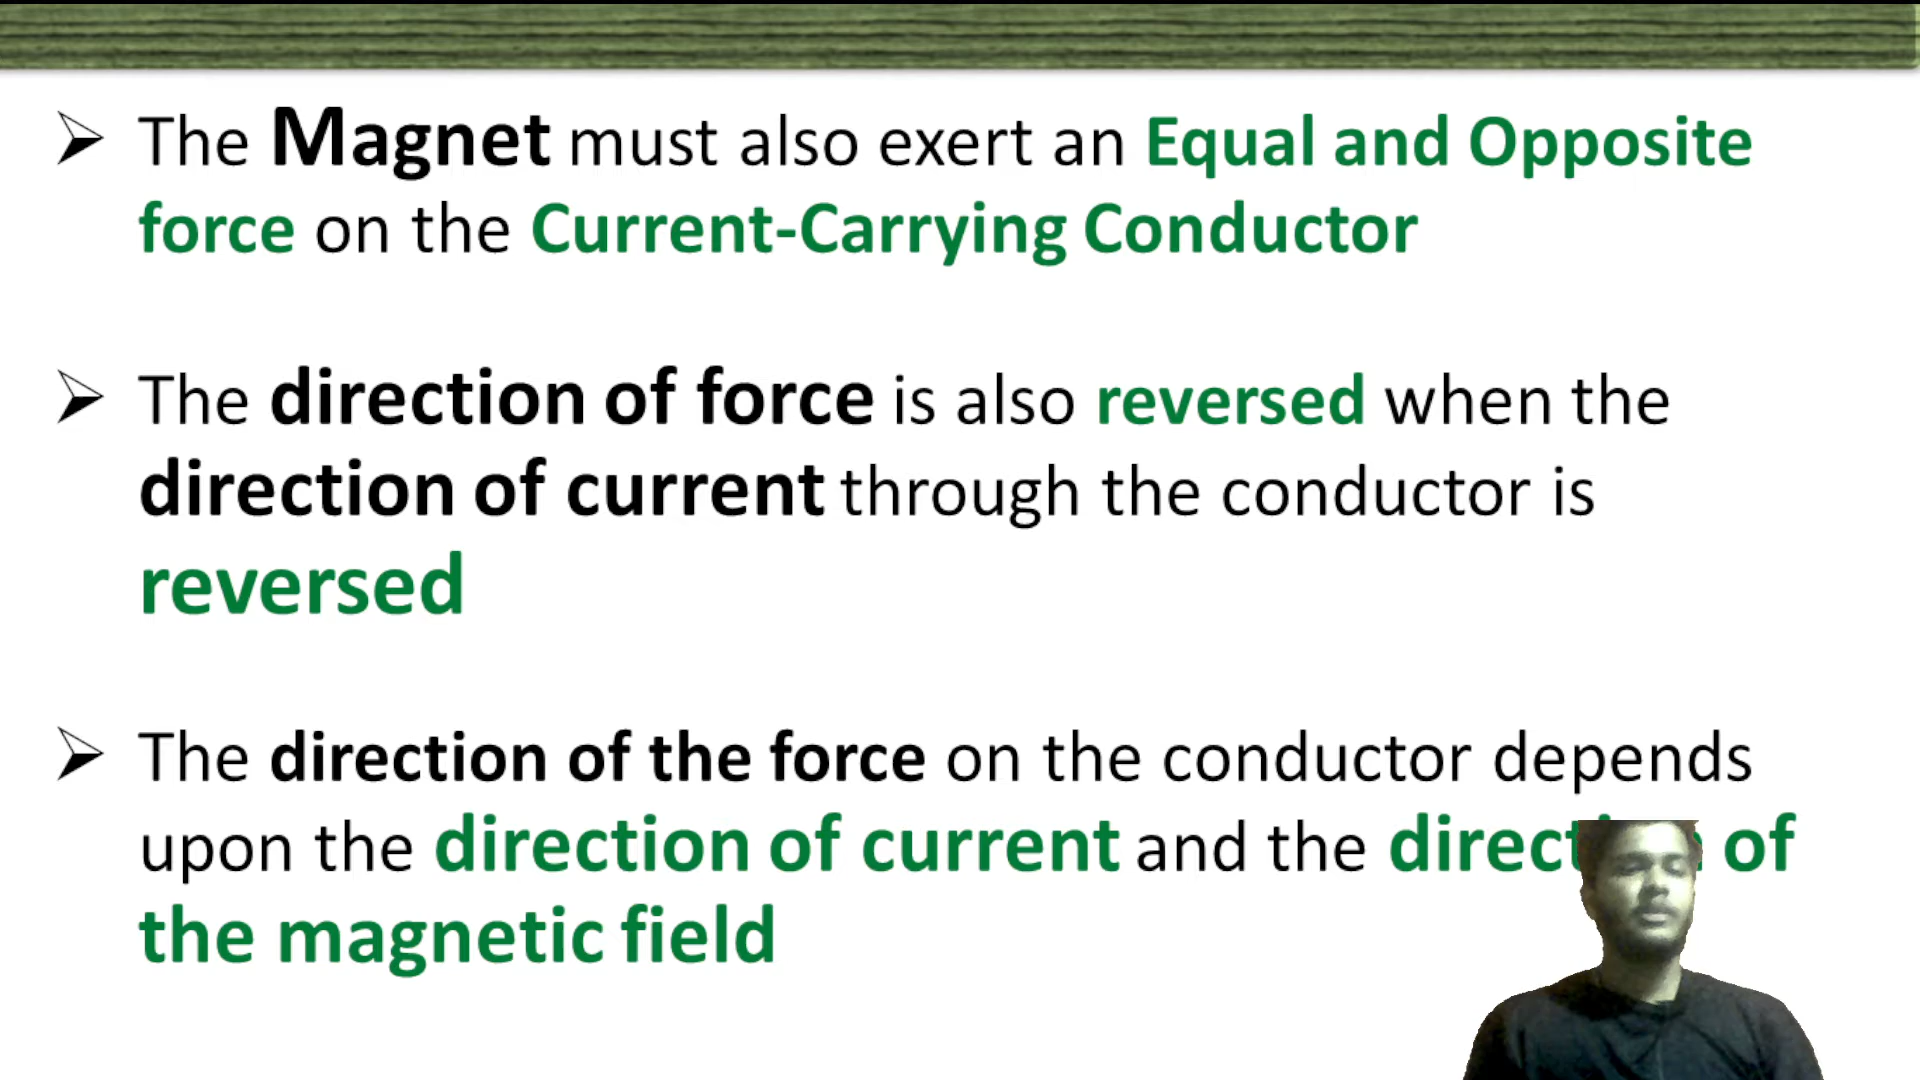 The Magnet must also exert an Equal and Opposite
force on the Current-Carrying Conductor
The direction of force is also reversed when the
direction of current through the conductor is
reversed
The direction of the force on the conductor depends
upon the direction of current and the of
the magnetic field